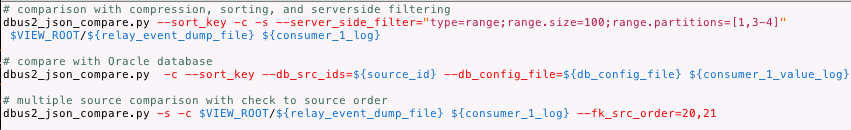 # comparison with compression, sorting, and serverside filtering
dbus2_json_compare.py --sort_key -c -s --server_side_filter="type=range;range.size=100;range.partitions=[1,3-4]"
$VIEW_ROOT/${relay_event_dump_file} ${consumer_1_log}
# compare with Oracle database
dbus2_json_compare.py  -c --sort_key --db_src_ids=${source_id} --db_config_file=${db_config_file} ${consumer_1_value_log}
# multiple source comparison with check to source order
dbus2_json_compare.py -s -c $VIEW_ROOT/${relay_event_dump_file} ${consumer_1_log} --fk_src_order=20,21